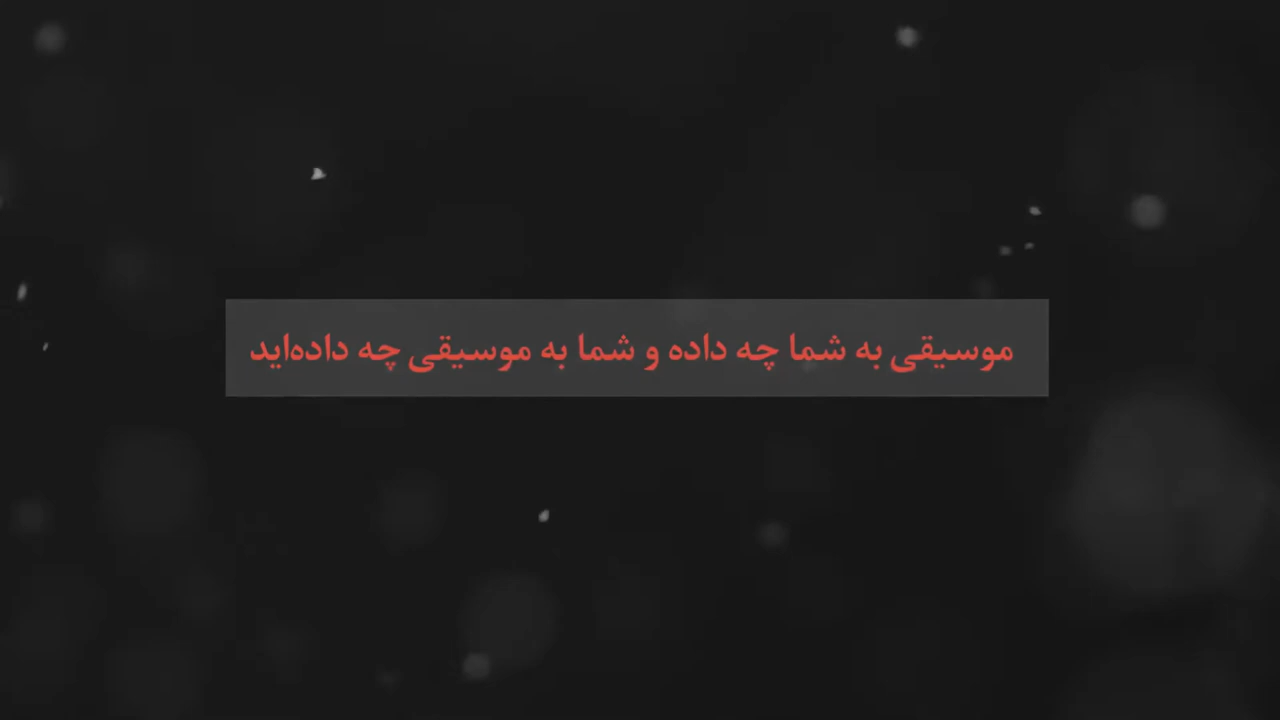 موسیقی به شما چه داده و شما به موسیقی چه داده‌اید